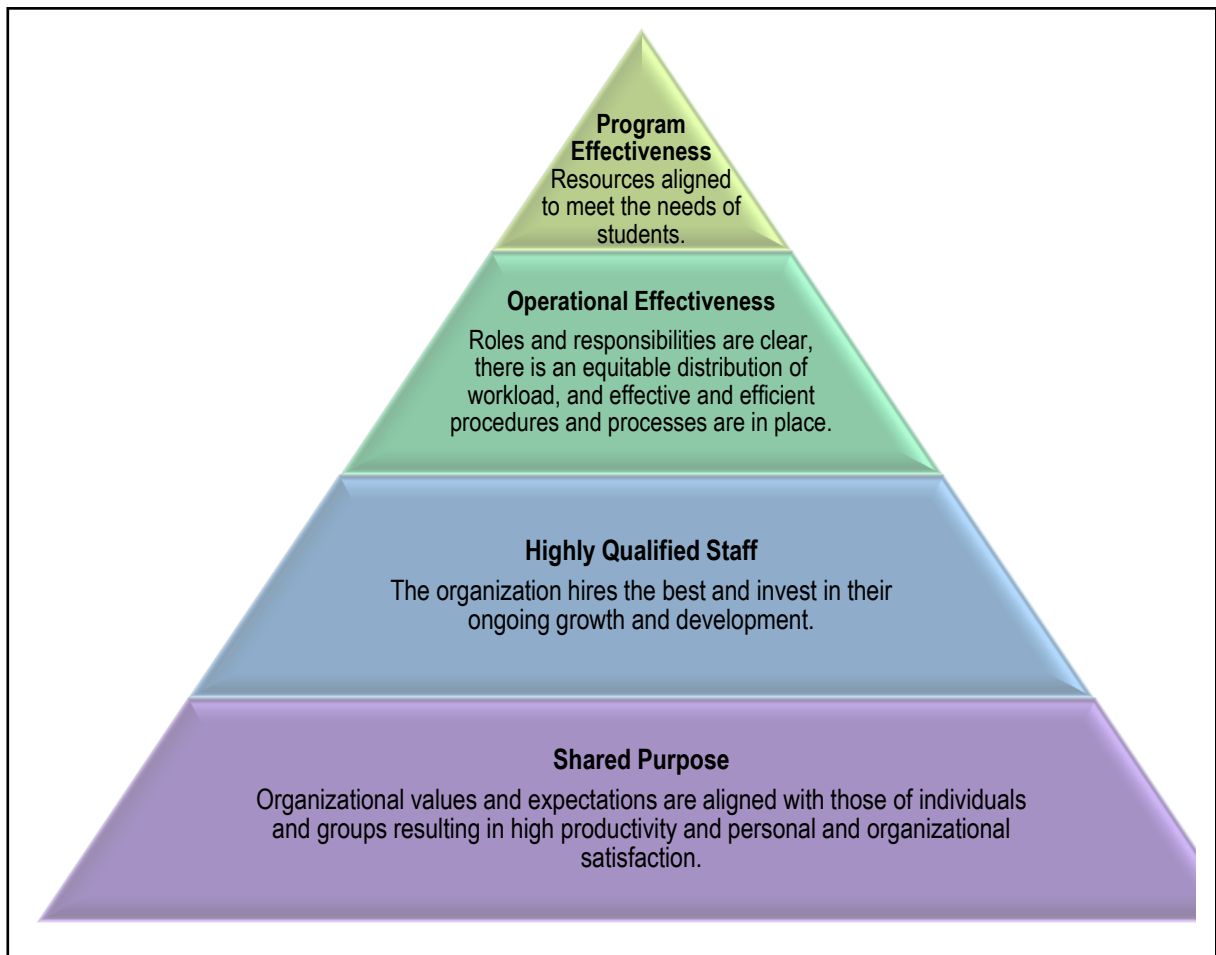 Program
Effectiveness
Resources aligned
to meet the needs of
students.
Operational Effectiveness
Roles and responsibilities are clear,
there is an equitable distribution of
workload, and effective and efficient
procedures and processes are in place.
Highly Qualified Staff
The organization hires the best and invest in their
ongoing growth and development.
Shared Purpose
Organizational values and expectations are aligned with those of individuals
and groups resulting in high productivity and personal and organizational
satisfaction.